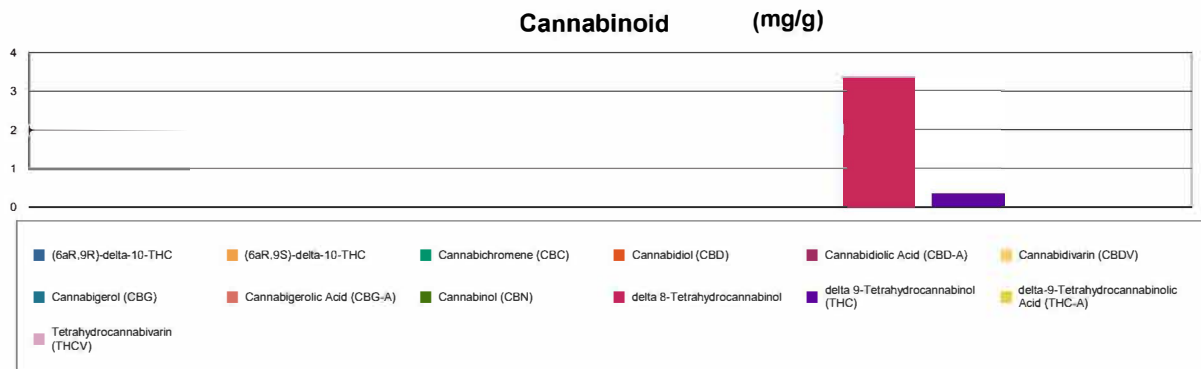 Cannabinoid (mg/g)
4
3
2
1
0
(6aR,9R)-delta-10-THC
(6aR,9S)-delta-10-THC
Cannabichromene (CBC)
Cannabidiol (CBD)
Cannabidiolic Acid (CBD-A)
Cannabidivarin (CBDV)
Cannabigerol (CBG)
Cannabigerolic Acid (CBG-A)
Cannabinol (CBN)
delta 8-Tetrahydrocannabinol
delta 9-Tetrahydrocannabinol
(THC)
delta-9-Tetrahydrocannabinolic
Acid (THC-A)
Tetrahydrocannabivarin
(THCV)